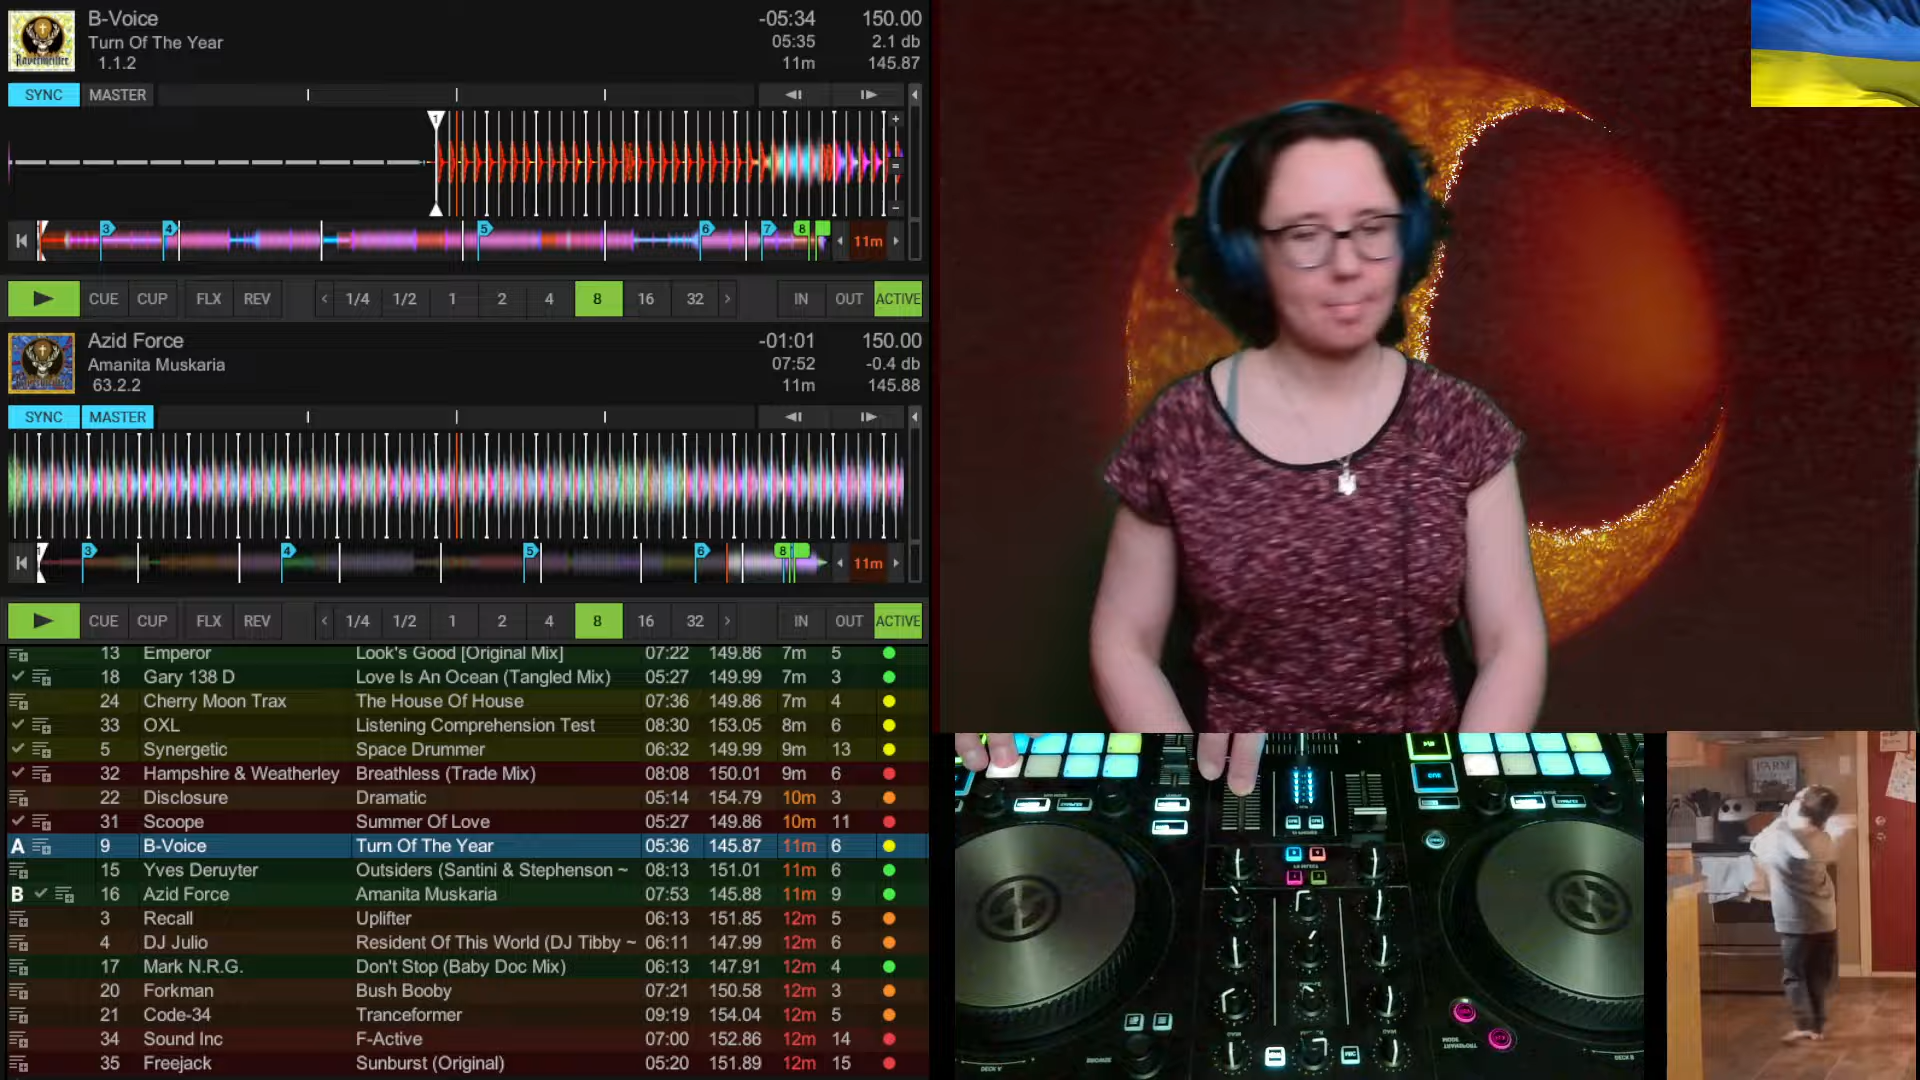 B-Voice -05:34 150.00
Turn Of The Year 05:35 2.1 db
1.1.2 11m 145.87
SYNC MASTER
1
3 4 5 6 7 8 11m
CUE CUP FLX REV 1/4 1/2 1 2 4 8 16 32 IN OUT ACTIVE
Azid Force -01:01 150.00
Amanita Muskaria 07:52 -0.4 db
63.2.2 11m 145.88
SYNC MASTER
1 3 4 5 6 8 11m
CUE CUP FLX REV 1/4 1/2 1 2 4 8 16 32 IN OUT ACTIVE
13 Emperor Look's Good [Original Mix] 07:22 149.86 7m 5
18 Gary 138 D Love Is An Ocean (Tangled Mix) 05:27 149.99 7m 3
24 Cherry Moon Trax The House Of House 07:36 149.86 7m 4
33 OXL Listening Comprehension Test 08:30 153.05 8m 6
5 Synergetic Space Drummer 06:32 149.99 9m 13
32 Hampshire & Weatherley Breathless (Trade Mix) 08:08 150.01 9m 6
22 Disclosure Dramatic 05:14 154.79 10m 3
31 Scoope Summer Of Love 05:27 149.86 10m 11
A 9 B-Voice Turn Of The Year 05:36 145.87 11m 6
15 Yves Deruyter Outsiders (Santini & Stephenson ~ 08:13 151.01 11m 6
B 16 Azid Force Amanita Muskaria 07:53 145.88 11m 9
3 Recall Uplifter 06:13 151.85 12m 5
4 DJ Julio Resident Of This World (DJ Tibby ~ 06:11 147.99 12m 6
17 Mark N.R.G. Don't Stop (Baby Doc Mix) 06:13 147.91 12m 4
20 Forkman Bush Booby 07:21 150.58 12m 3
21 Code-34 Tranceformer 09:19 154.04 12m 5
34 Sound Inc F-Active 07:00 152.86 12m 14
35 Freejack Sunburst (Original) 05:20 151.89 12m 15
FARM